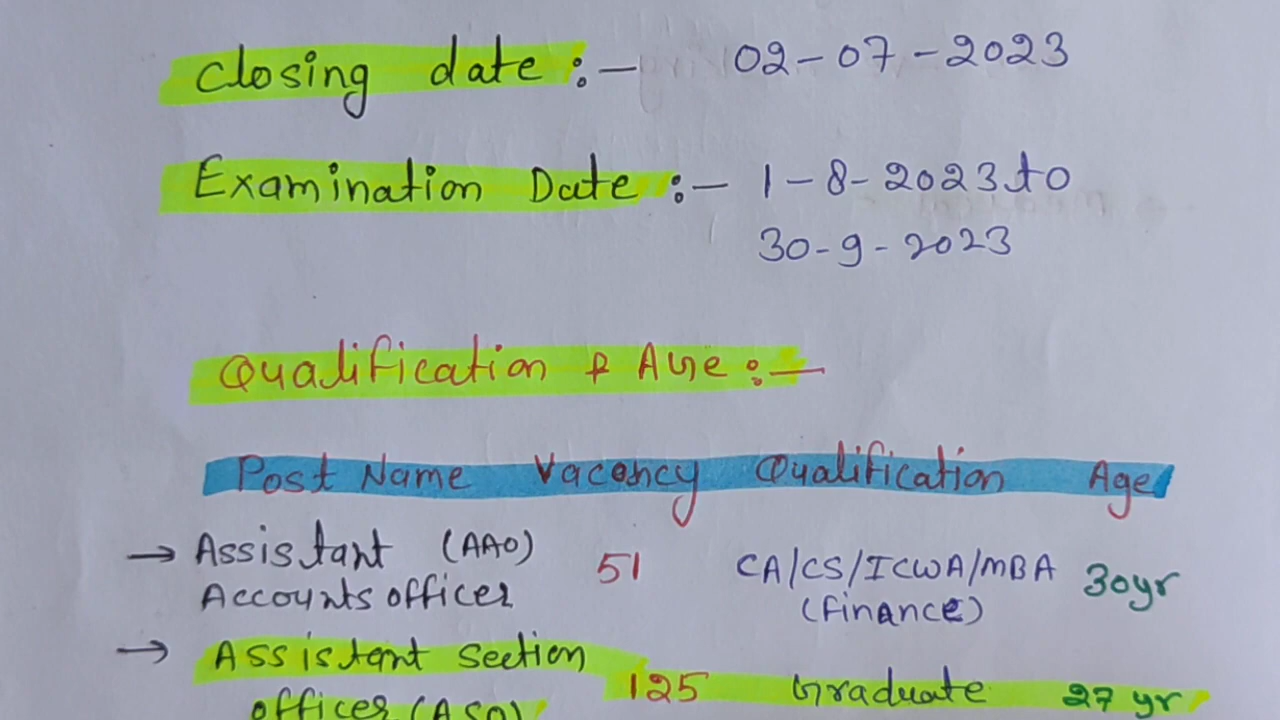 Closing date :- 02-07-2023
Examination Date :- 1-8-2023 to
30-9-2023
Qualification & Age :-
Post Name Vacancy Qualification Age
→ Assistant (AAO) 51 CA/CS/ICWA/MBA 30yr
Accounts officer (Finance)
→ Assistant Section 125 Graduate 27 yr
officer (ASO)